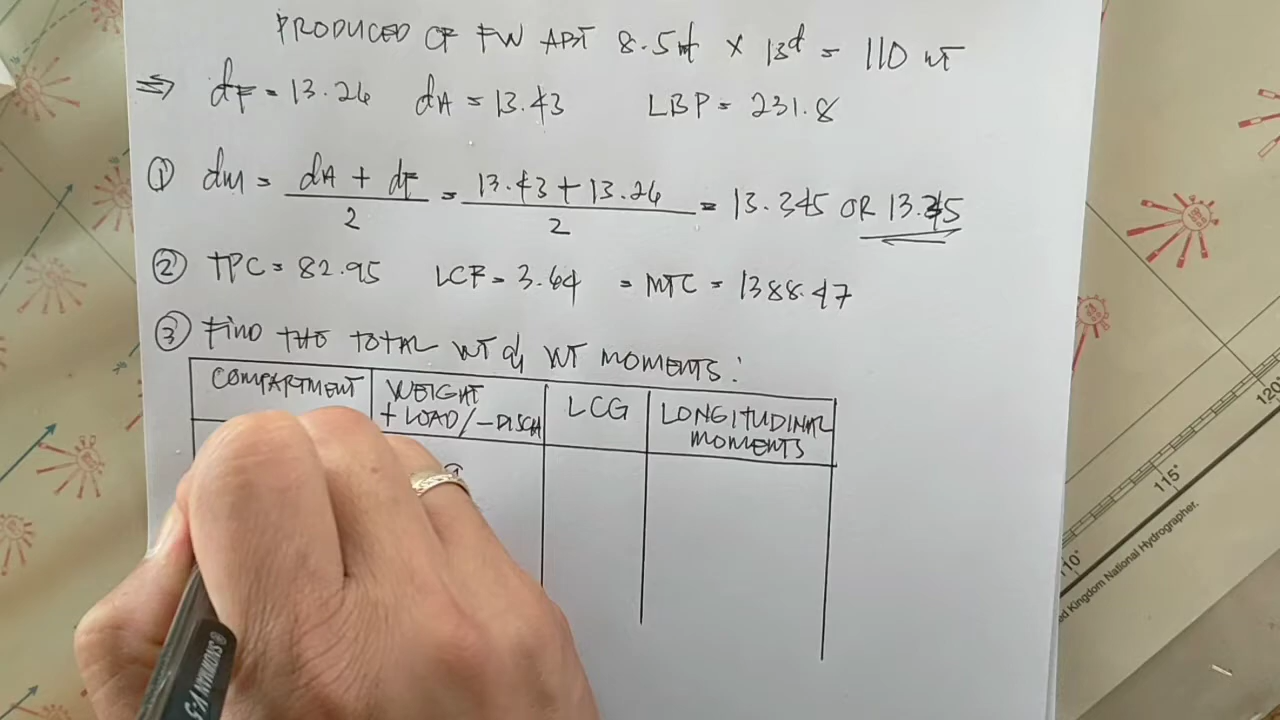 PRODUCED OF FW ABT 8.5mt × 13d = 110 MT
⇒ dF = 13.26 dA = 13.43 LBP = 231.8
① dM = dA + dF / 2 = 13.43 + 13.26 / 2 = 13.345 OR 13.35
② TPC = 82.95 LCF = 3.64 = MTC = 1388.47
③ FIND THE TOTAL WT & WT MOMENTS:
COMPARTMENT
WEIGHT
+ LOAD / - DISCH
LCG
LONGITUDINAL
MOMENTS
SNOWMAN V-5
110°
115°
120°
Kingdom National Hydrographer.